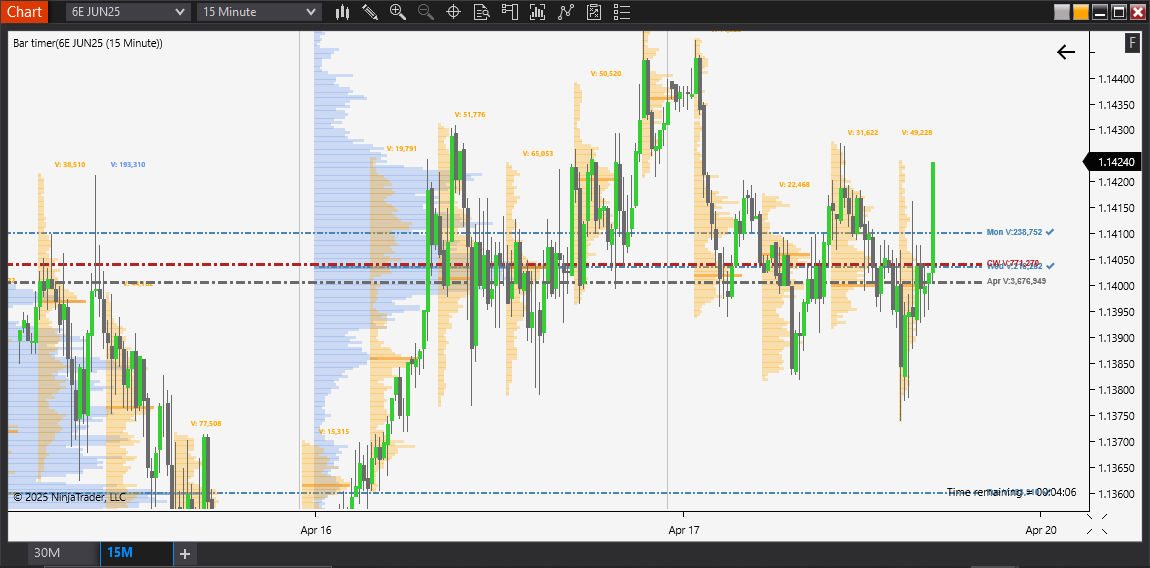 Chart
6E JUN25
15 Minute
Bar timer(6E JUN25 (15 Minute))
F
V: 50,520
1.14400
1.14350
V: 51,776
1.14300
V: 31,622
V: 49,228
V: 19,791
V: 65,053
1.14240
V: 38,510
V: 193,310
1.14200
V: 22,468
1.14150
Mon V:238,752
1.14100
CW V:771,270
1.14050
Apr V:3,676,949
1.14000
1.13950
1.13900
1.13850
1.13800
1.13750
V: 77,508
V: 15,315
1.13700
1.13650
© 2025 NinjaTrader, LLC
Time remaining = 00:04:06
1.13600
Apr 16
Apr 17
Apr 20
30M
15M
+